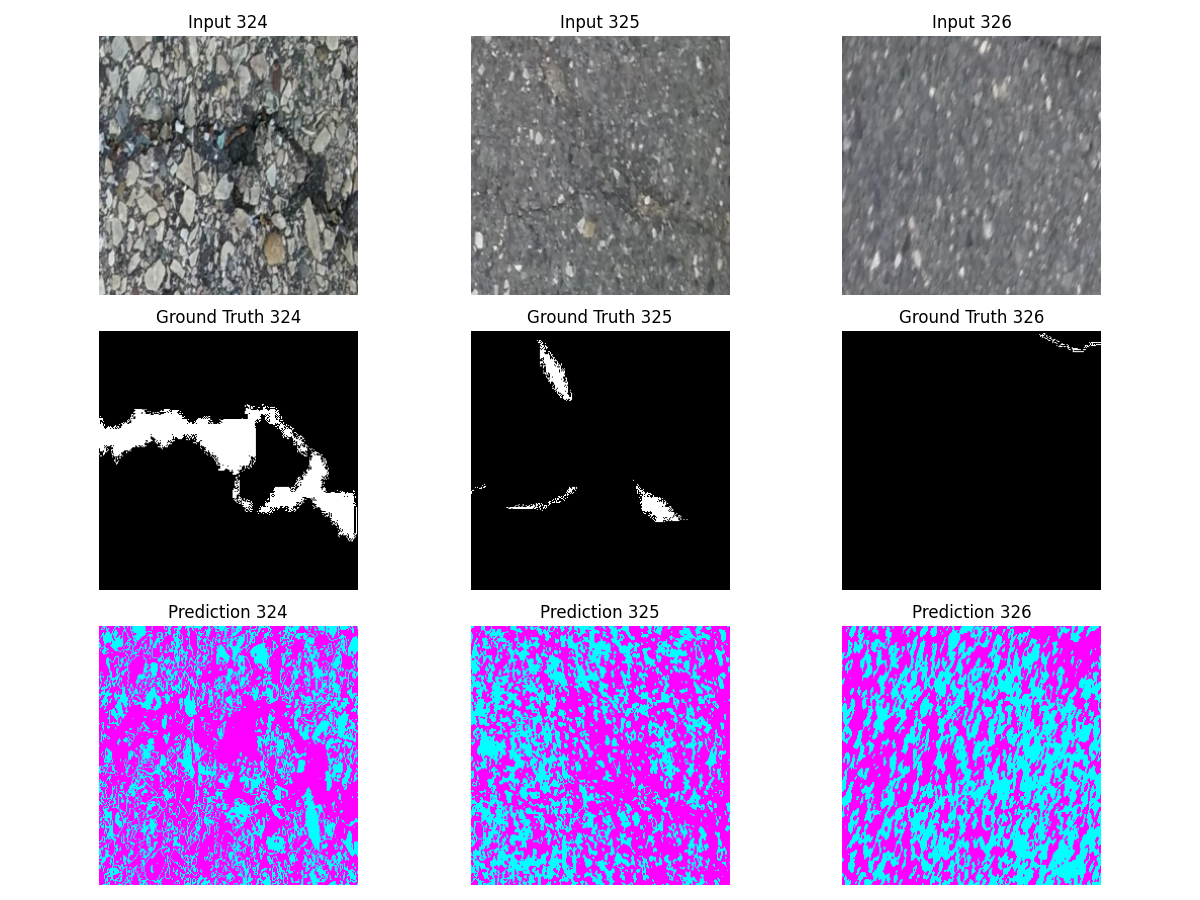 Input 324
Input 325
Input 326
Ground Truth 324
Ground Truth 325
Ground Truth 326
Prediction 324
Prediction 325
Prediction 326